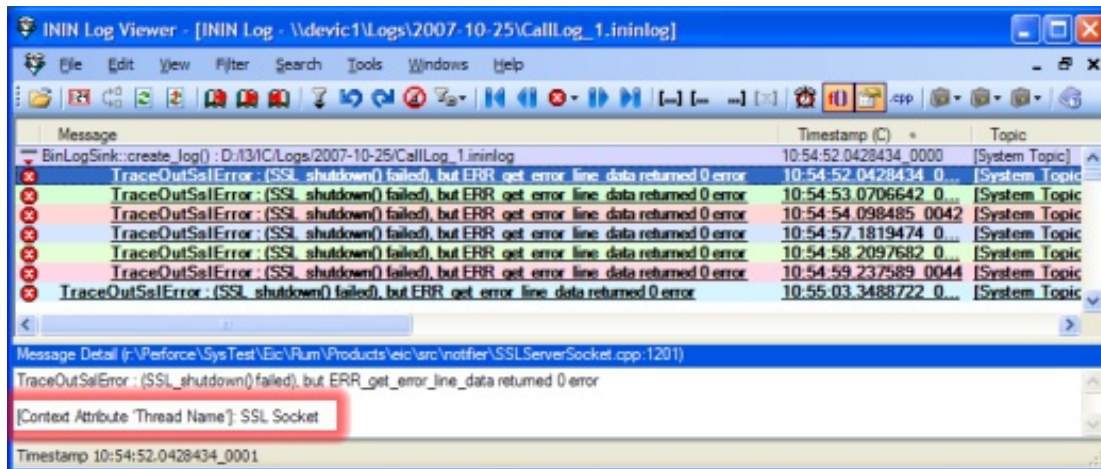 ININ Log Viewer - [ININ Log - \\devic1\Logs\2007-10-25\CallLog_1.ininlog]
File Edit View Filter Search Tools Windows Help
[...] [... ...] f() .cpp
Message Timestamp (C) Topic
BinLogSink::create_log() : D:/I3/IC/Logs/2007-10-25/CallLog_1.ininlog 10:54:52.0428434_0000 [System Topic]
TraceOutSslError : (SSL_shutdown() failed), but ERR_get_error_line_data returned 0 error 10:54:52.0428434_0... [System Topic
TraceOutSslError : (SSL_shutdown() failed), but ERR_get_error_line_data returned 0 error 10:54:53.0706642_0... [System Topic
TraceOutSslError : (SSL_shutdown() failed), but ERR_get_error_line_data returned 0 error 10:54:54.098485_0042 [System Topic
TraceOutSslError : (SSL_shutdown() failed), but ERR_get_error_line_data returned 0 error 10:54:57.1819474_0... [System Topic
TraceOutSslError : (SSL_shutdown() failed), but ERR_get_error_line_data returned 0 error 10:54:58.2097682_0... [System Topic
TraceOutSslError : (SSL_shutdown() failed), but ERR_get_error_line_data returned 0 error 10:54:59.237589_0044 [System Topic
TraceOutSslError : (SSL_shutdown() failed), but ERR_get_error_line_data returned 0 error 10:55:03.3488722_0... [System Topic
Message Detail (r:\Perforce\SysTest\Eic\Rum\Products\eic\src\notifier\SSLServerSocket.cpp:1201)
TraceOutSslError : (SSL_shutdown() failed), but ERR_get_error_line_data returned 0 error
[Context Attribute 'Thread Name']: SSL Socket
Timestamp 10:54:52.0428434_0001